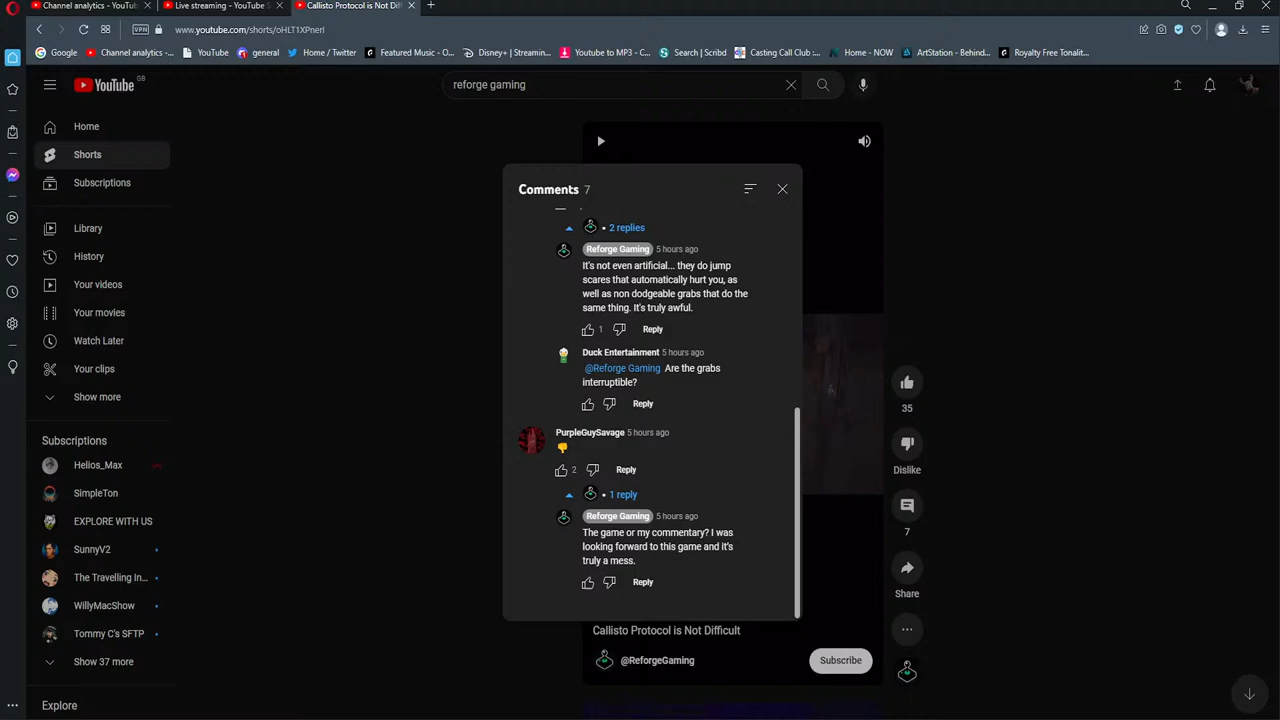 Channel analytics - YouTub
Live streaming - YouTube S
Callisto Protocol is Not Diff
VPN
www.youtube.com/shorts/oHLT1XPnerI
Google
Channel analytics -...
YouTube
general
Home / Twitter
Featured Music - O...
Disney+ | Streamin...
Youtube to MP3 - C...
Search | Scribd
Casting Call Club :...
Home - NOW
ArtStation - Behind...
Royalty Free Tonalit...
YouTube GB
reforge gaming
Home
Shorts
Subscriptions
Library
History
Your videos
Your movies
Watch Later
Your clips
Show more
Subscriptions
Helios_Max
SimpleTon
EXPLORE WITH US
SunnyV2
The Travelling In...
WillyMacShow
Tommy C's SFTP
Show 37 more
Explore
Comments 7
2 replies
Reforge Gaming 5 hours ago
It's not even artificial... they do jump
scares that automatically hurt you, as
well as non dodgeable grabs that do the
same thing. It's truly awful.
1 Reply
Duck Entertainment 5 hours ago
@Reforge Gaming Are the grabs
interruptible?
Reply
PurpleGuySavage 5 hours ago
👎
2 Reply
1 reply
Reforge Gaming 5 hours ago
The game or my commentary? I was
looking forward to this game and it's
truly a mess.
Reply
Callisto Protocol is Not Difficult
@ReforgeGaming
Subscribe
35
Dislike
7
Share